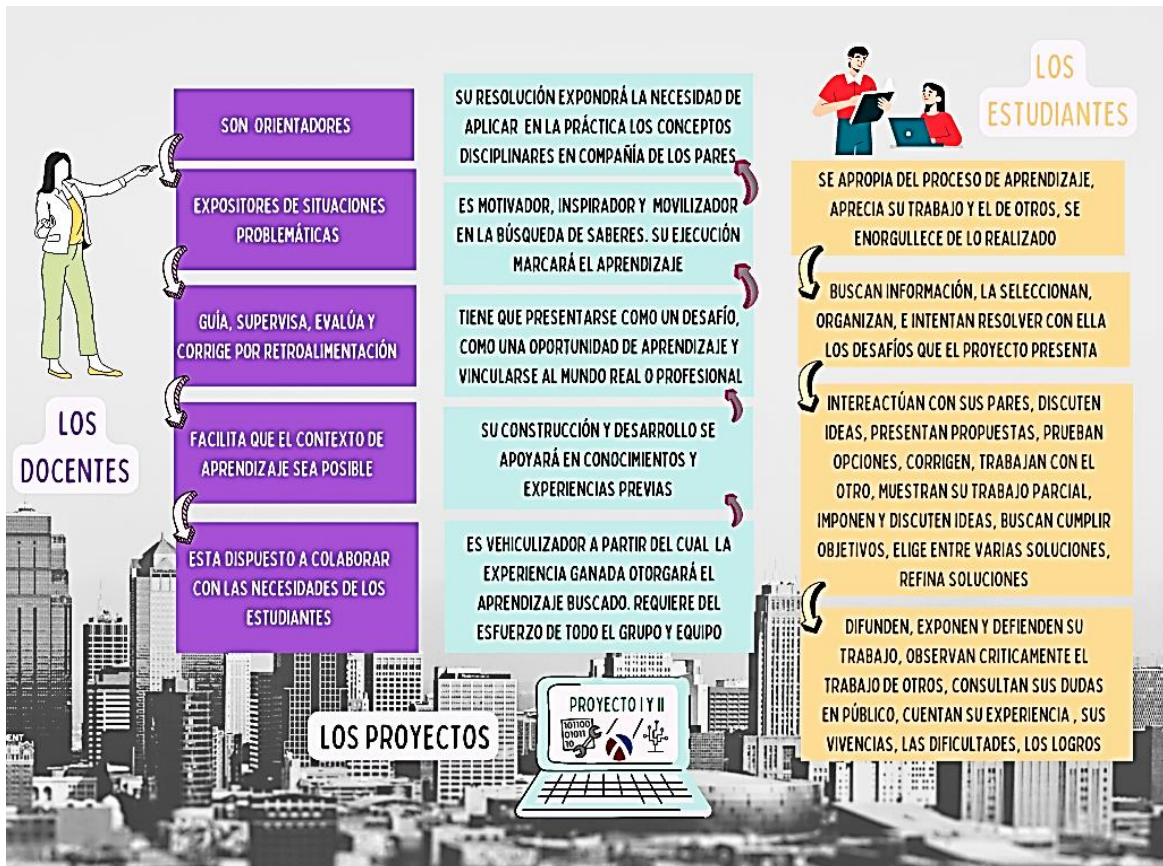 LOS
DOCENTES
SON ORIENTADORES
EXPOSITORES DE SITUACIONES
PROBLEMÁTICAS
GUÍA, SUPERVISA, EVALÚA Y
CORRIGE POR RETROALIMENTACIÓN
FACILITA QUE EL CONTEXTO DE
APRENDIZAJE SEA POSIBLE
ESTA DISPUESTO A COLABORAR
CON LAS NECESIDADES DE LOS
ESTUDIANTES
SU RESOLUCIÓN EXPONDRÁ LA NECESIDAD DE
APLICAR EN LA PRÁCTICA LOS CONCEPTOS
DISCIPLINARES EN COMPAÑÍA DE LOS PARES
ES MOTIVADOR, INSPIRADOR Y MOVILIZADOR
EN LA BÚSQUEDA DE SABERES. SU EJECUCIÓN
MARCARÁ EL APRENDIZAJE
TIENE QUE PRESENTARSE COMO UN DESAFÍO,
COMO UNA OPORTUNIDAD DE APRENDIZAJE Y
VINCULARSE AL MUNDO REAL O PROFESIONAL
SU CONSTRUCCIÓN Y DESARROLLO SE
APOYARÁ EN CONOCIMIENTOS Y
EXPERIENCIAS PREVIAS
ES VEHICULIZADOR A PARTIR DEL CUAL LA
EXPERIENCIA GANADA OTORGARÁ EL
APRENDIZAJE BUSCADO. REQUIERE DEL
ESFUERZO DE TODO EL GRUPO Y EQUIPO
LOS PROYECTOS
PROYECTO I Y II
101100
01011
10
LOS
ESTUDIANTES
SE APROPIA DEL PROCESO DE APRENDIZAJE,
APRECIA SU TRABAJO Y EL DE OTROS, SE
ENORGULLECE DE LO REALIZADO
BUSCAN INFORMACIÓN, LA SELECCIONAN,
ORGANIZAN, E INTENTAN RESOLVER CON ELLA
LOS DESAFÍOS QUE EL PROYECTO PRESENTA
INTEREACTÚAN CON SUS PARES, DISCUTEN
IDEAS, PRESENTAN PROPUESTAS, PRUEBAN
OPCIONES, CORRIGEN, TRABAJAN CON EL
OTRO, MUESTRAN SU TRABAJO PARCIAL,
IMPONEN Y DISCUTEN IDEAS, BUSCAN CUMPLIR
OBJETIVOS, ELIGE ENTRE VARIAS SOLUCIONES,
REFINA SOLUCIONES
DIFUNDEN, EXPONEN Y DEFIENDEN SU
TRABAJO, OBSERVAN CRITICAMENTE EL
TRABAJO DE OTROS, CONSULTAN SUS DUDAS
EN PÚBLICO, CUENTAN SU EXPERIENCIA , SUS
VIVENCIAS, LAS DIFICULTADES, LOS LOGROS